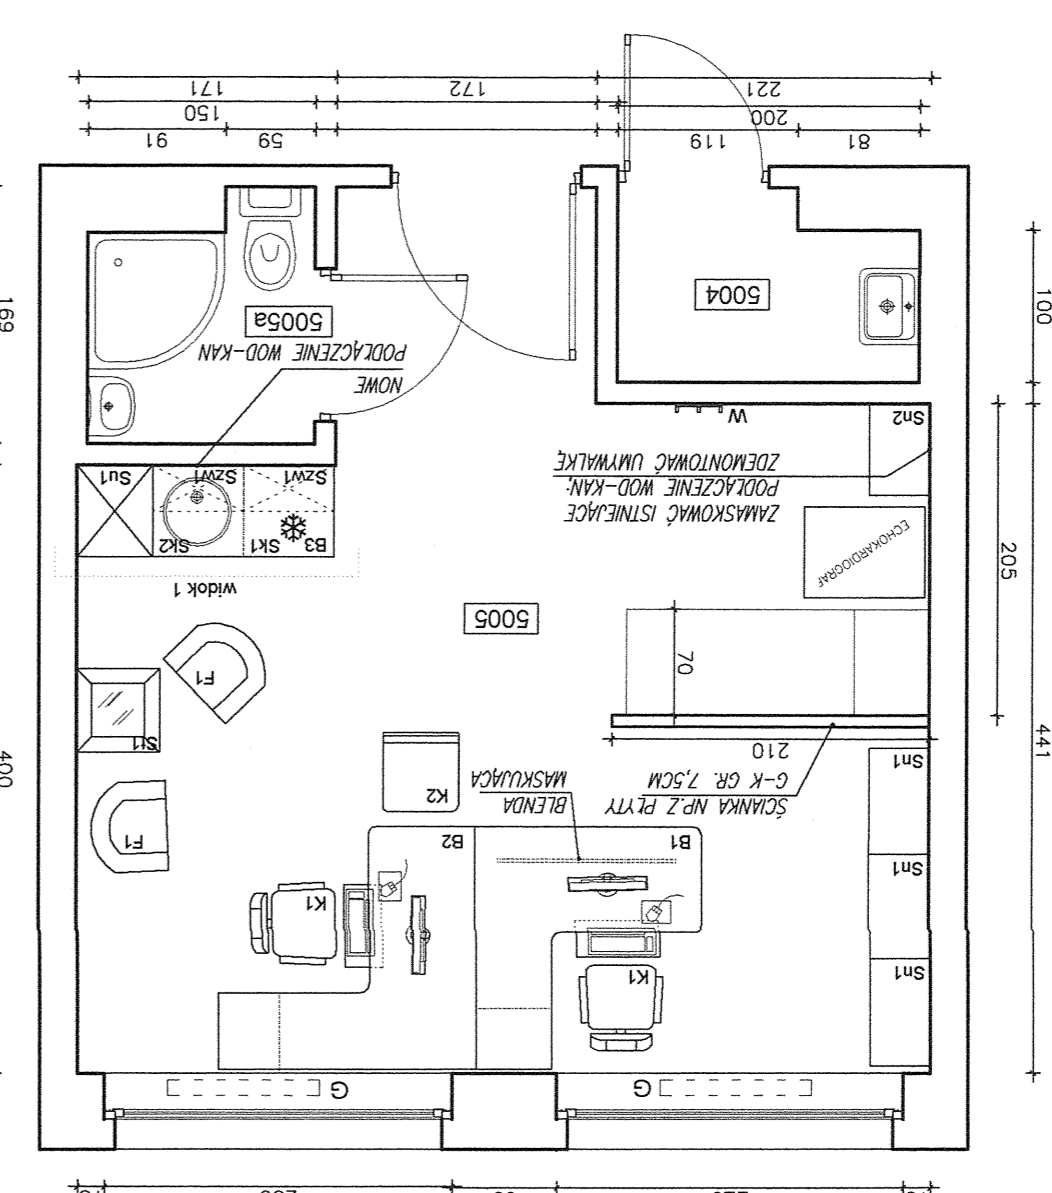 G
G
Sn1
K1
K1
Sn1
B1
B2
F1
ŚCIANKA NP.Z PŁYTY
G-K GR. 7,5CM
BLENDA
MASKUJĄCA
K2
Sn1
210
St1
441
400
70
F1
5005
widok 1
205
ECHOKARDIOGRAF
B3
Sk1
Sk2
ZAMASKOWAĆ ISTNIEJĄCE
PODŁĄCZENIE WOD-KAN,
ZDEMONTOWAĆ UMYWALKĘ
Szw1
Szw1
Su1
Sn2
W
NOWE
PODŁĄCZENIE WOD-KAN
5005a
5004
100
169
81
119
59
91
200
150
221
172
171